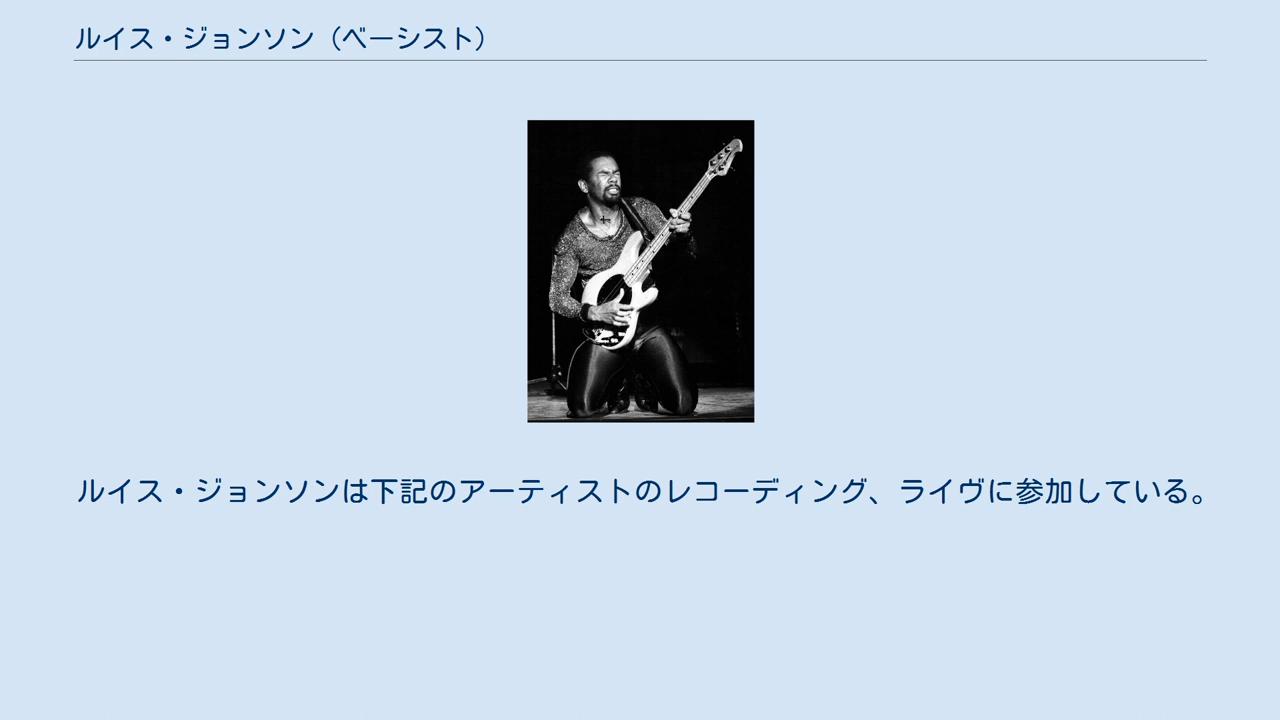 ルイス・ジョンソン（ベーシスト）
ルイス・ジョンソンは下記のアーティストのレコーディング、ライヴに参加している。